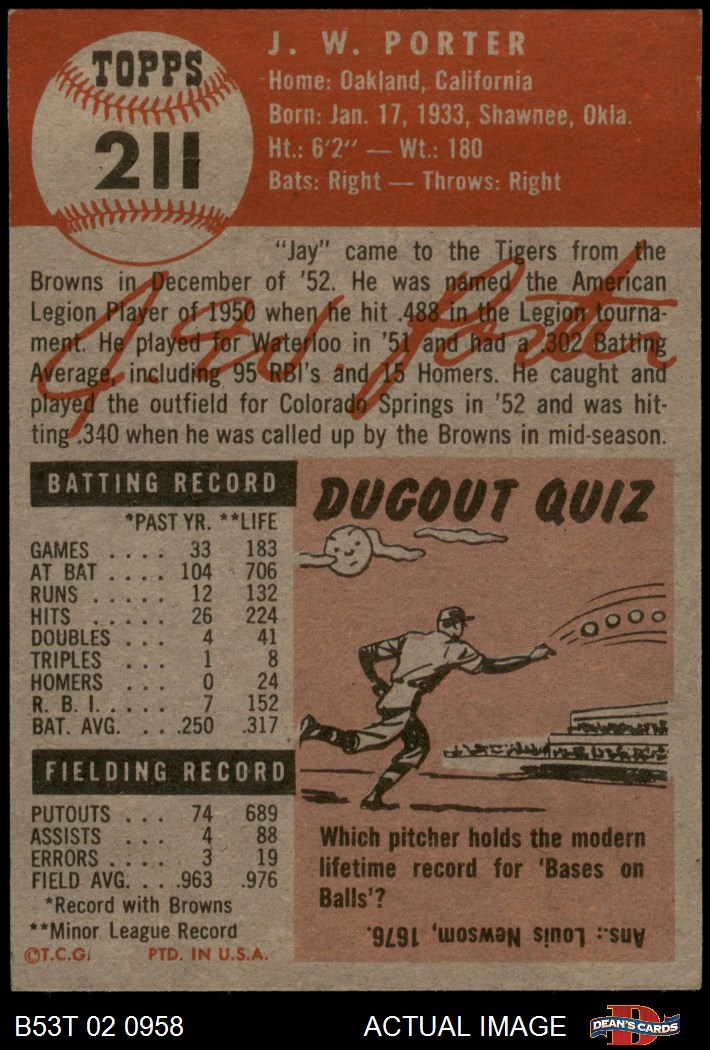 TOPPS
211
J. W. PORTER
Home: Oakland, California
Born: Jan. 17, 1933, Shawnee, Okla.
Ht.: 6'2" — Wt.: 180
Bats: Right — Throws: Right
"Jay" came to the Tigers from the
Browns in December of '52. He was named the American
Legion Player of 1950 when he hit .488 in the Legion tourna-
ment. He played for Waterloo in '51 and had a .302 Batting
Average, including 95 RBI's and 15 Homers. He caught and
played the outfield for Colorado Springs in '52 and was hit-
ting .340 when he was called up by the Browns in mid-season.
J. W. Porter
BATTING RECORD
*PAST YR. **LIFE
GAMES .... 33 183
AT BAT .... 104 706
RUNS ..... 12 132
HITS ..... 26 224
DOUBLES ... 4 41
TRIPLES ... 1 8
HOMERS ... 0 24
R. B. I. .... 7 152
BAT. AVG. ... .250 .317
FIELDING RECORD
PUTOUTS ... 74 689
ASSISTS ... 4 88
ERRORS .... 3 19
FIELD AVG. ... .963 .976
*Record with Browns
**Minor League Record
©T.C.G. PTD. IN U.S.A.
DUGOUT QUIZ
Which pitcher holds the modern
lifetime record for 'Bases on
Balls'?
Ans.: Louis Newsom, 1676.
B53T 02 0958 ACTUAL IMAGE
D
DEAN'S CARDS